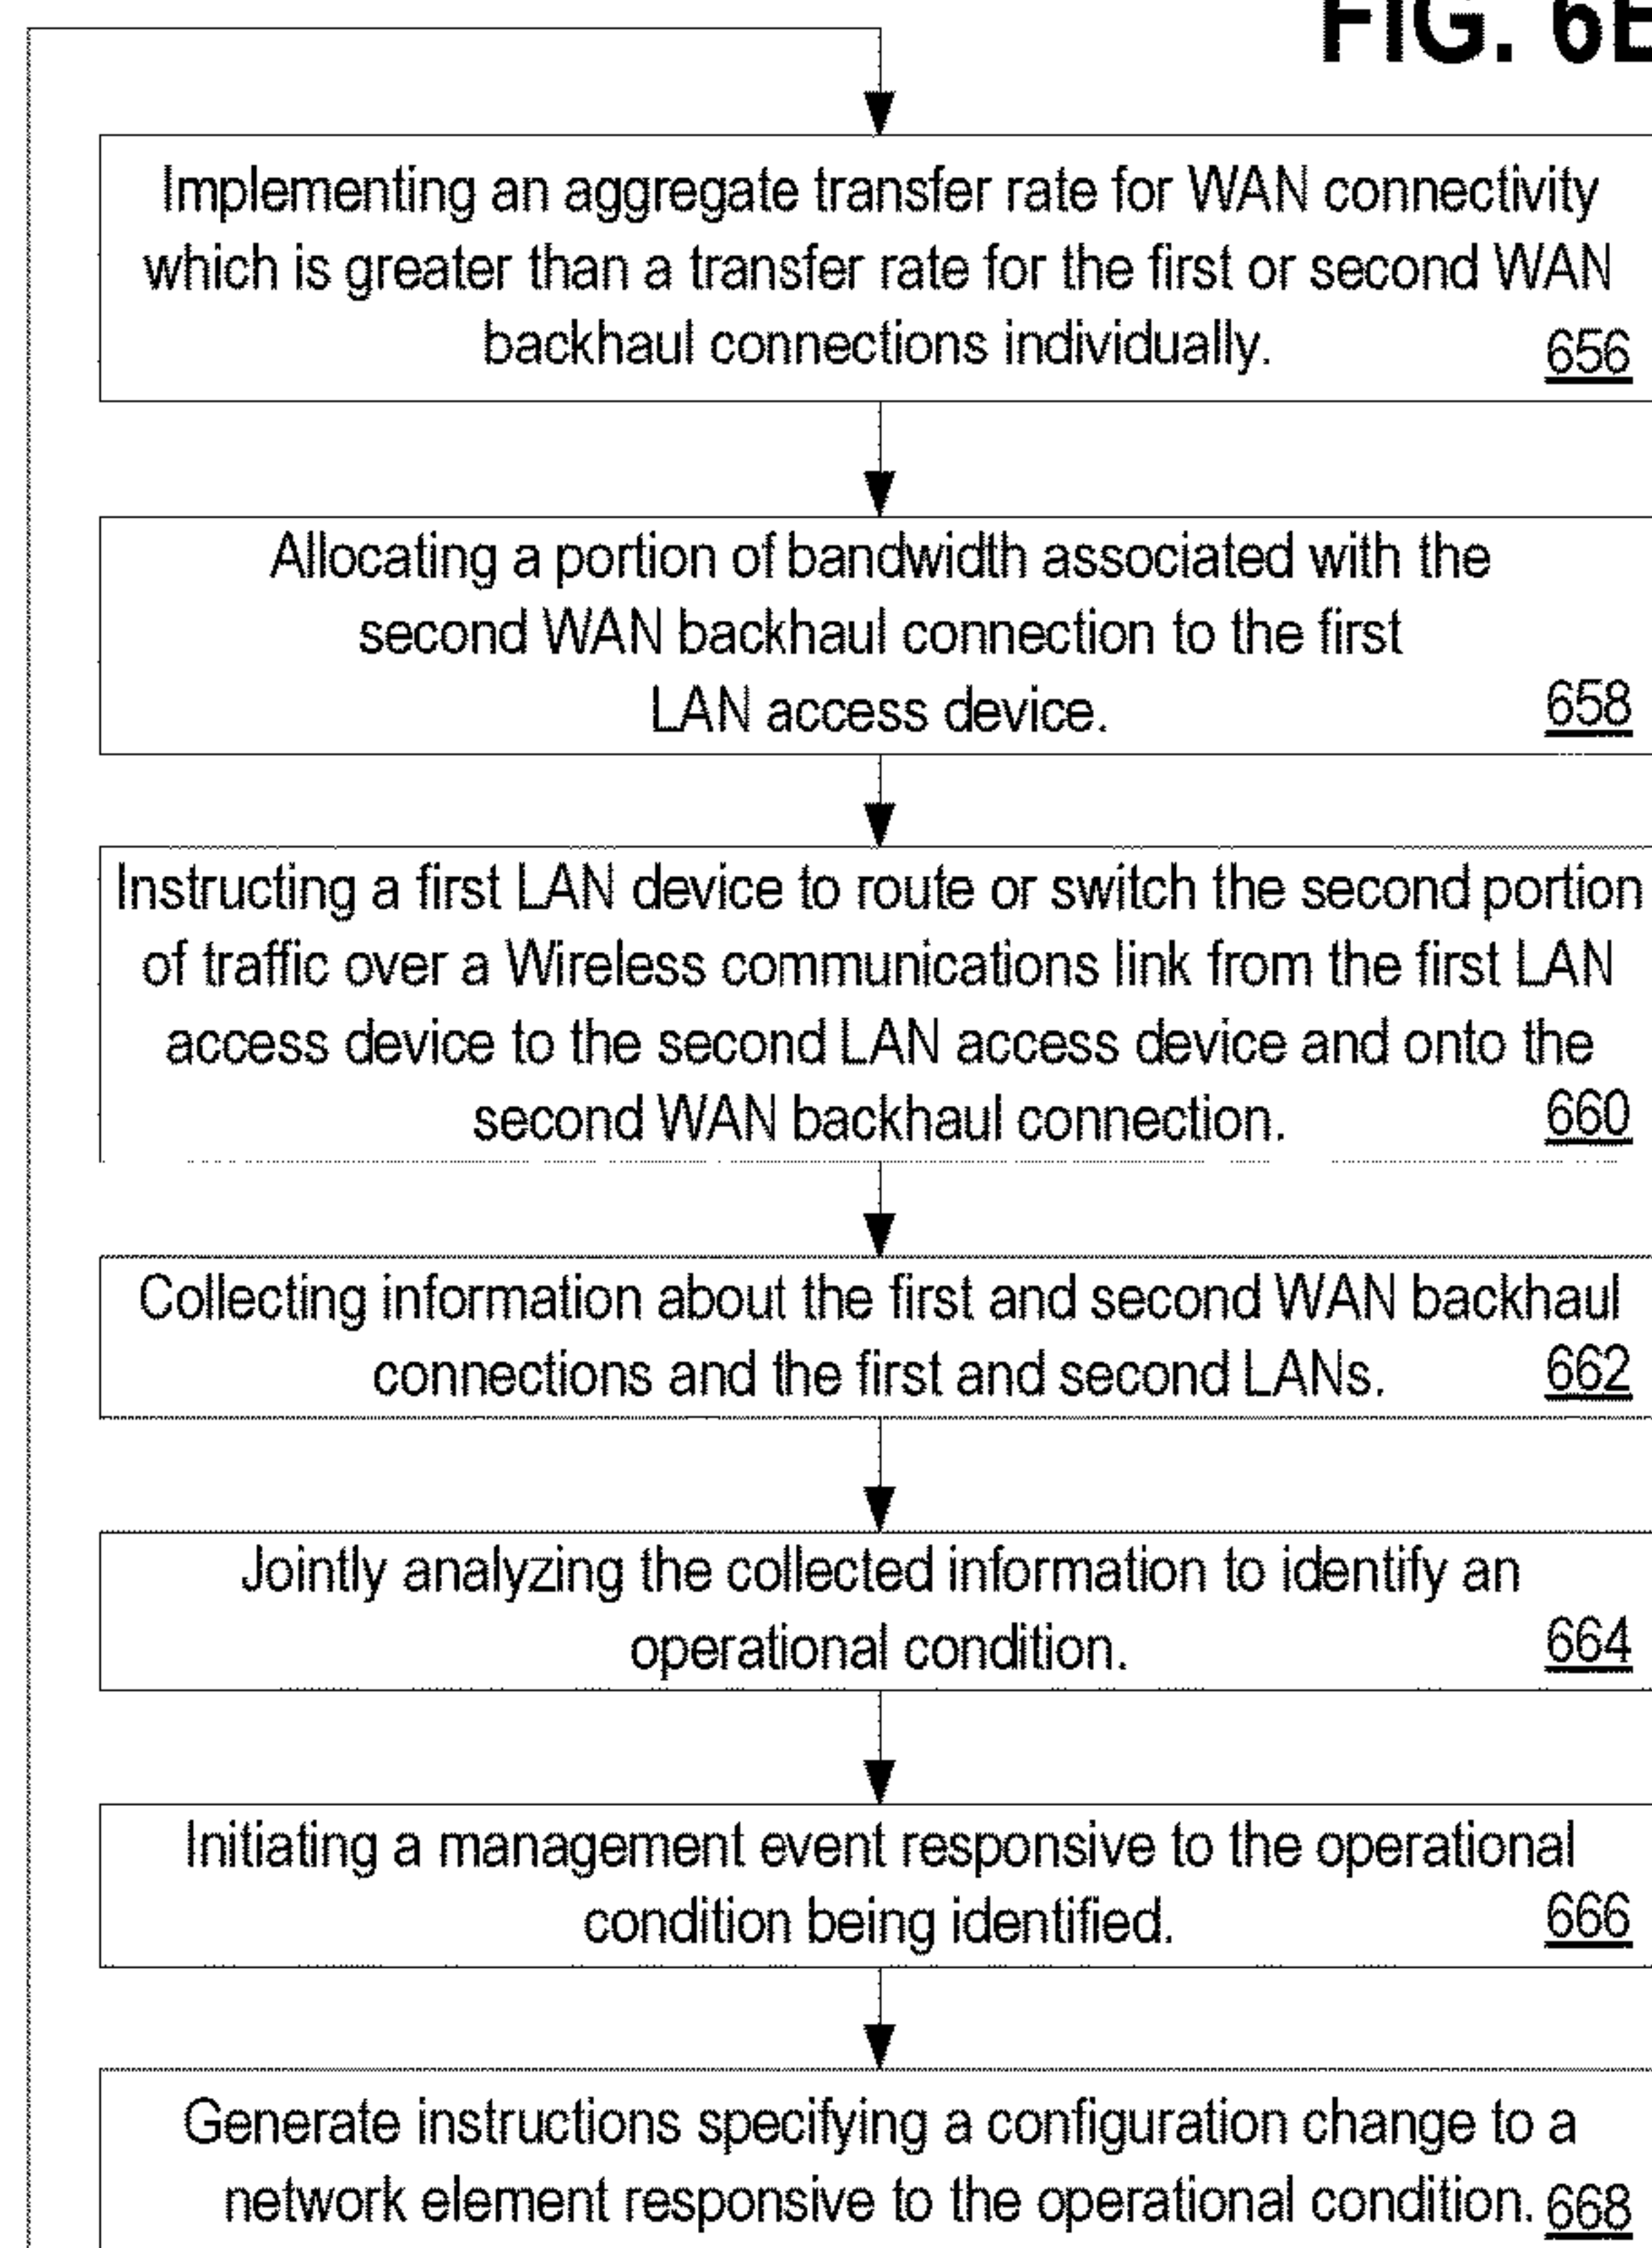 FIG. 6E
Implementing an aggregate transfer rate for WAN connectivity
which is greater than a transfer rate for the first or second WAN
backhaul connections individually.
656
Allocating a portion of bandwidth associated with the
second WAN backhaul connection to the first
LAN access device.
658
Instructing a first LAN device to route or switch the second portion
of traffic over a Wireless communications link from the first LAN
access device to the second LAN access device and onto the
second WAN backhaul connection.
660
Collecting information about the first and second WAN backhaul
connections and the first and second LANs.
662
Jointly analyzing the collected information to identify an
operational condition.
664
Initiating a management event responsive to the operational
condition being identified.
666
Generate instructions specifying a configuration change to a
network element responsive to the operational condition.
668